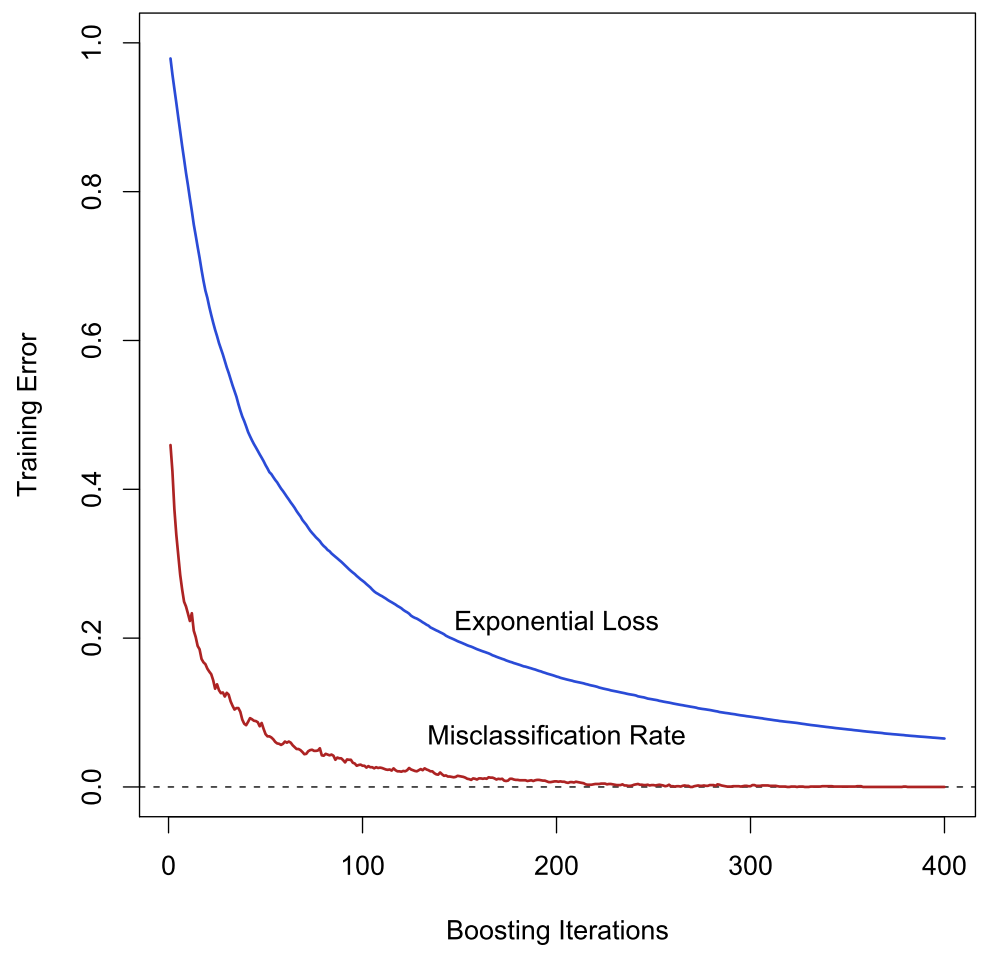 1.0
0.8
0.6
0.4
0.2
0.0
Training Error
Exponential Loss
Misclassification Rate
0 100 200 300 400
Boosting Iterations